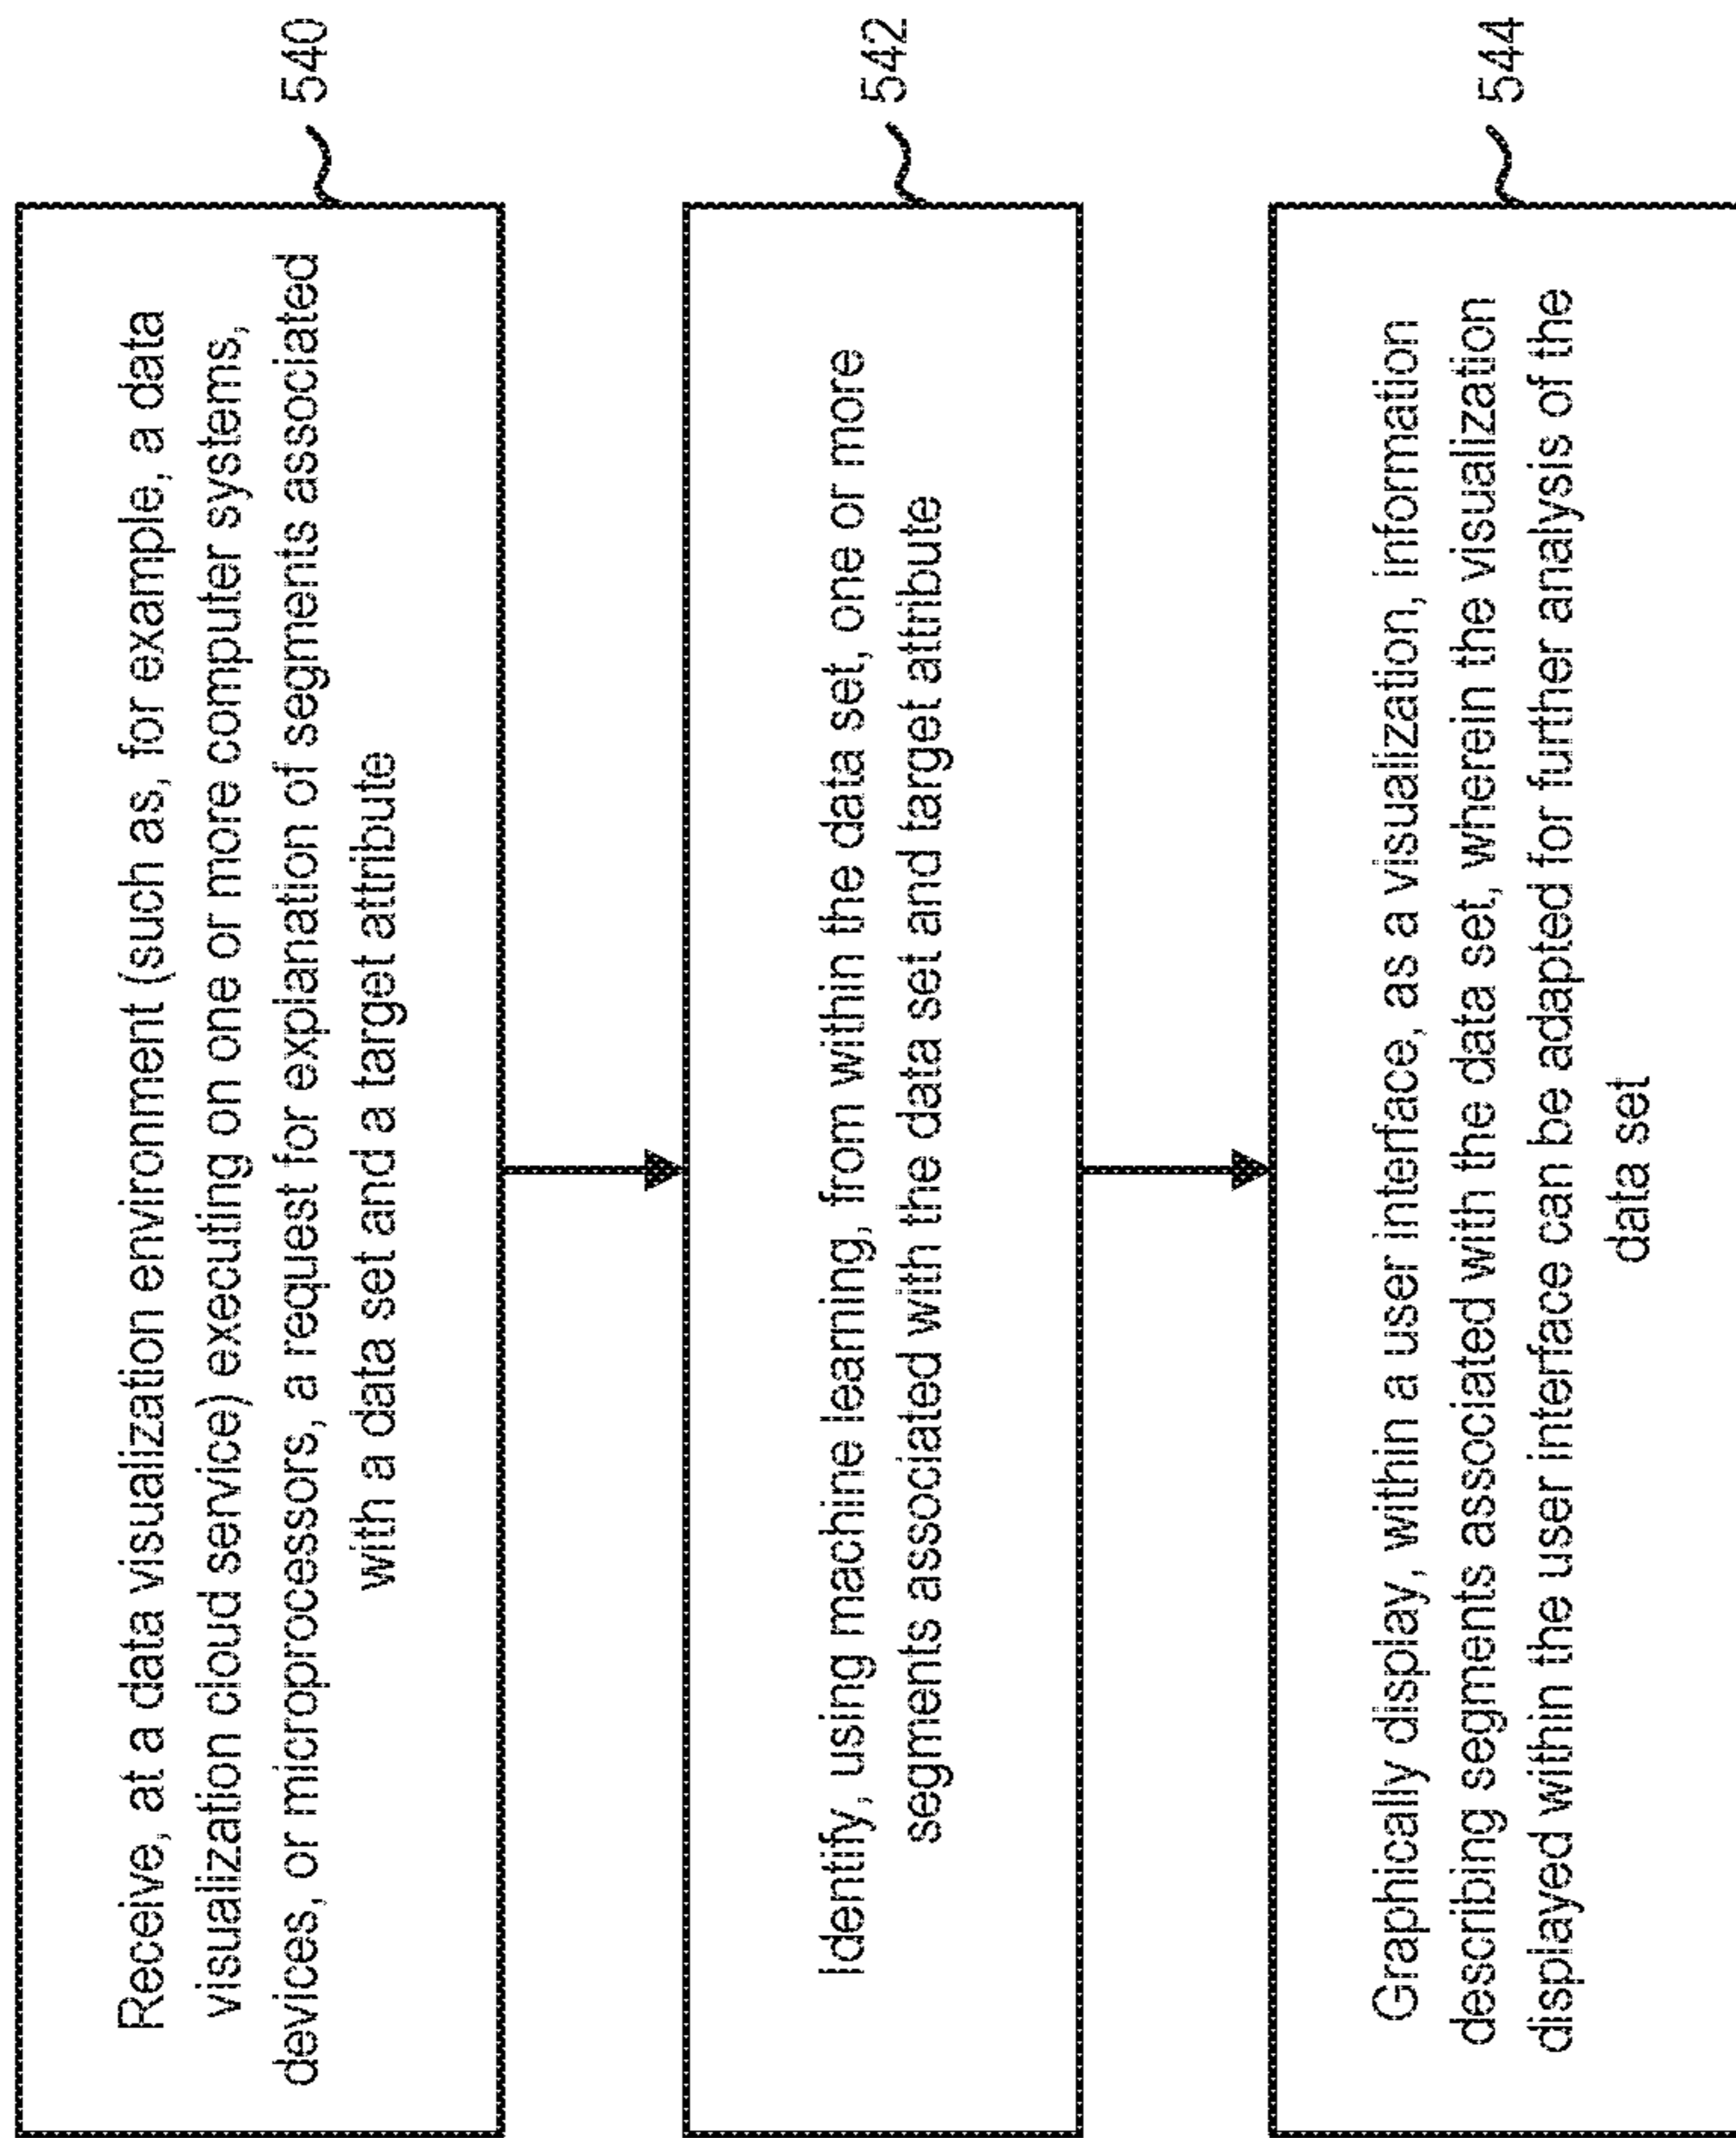 Receive, at a data visualization environment (such as, for example, a data
visualization cloud service) executing on one or more computer systems,
devices, or microprocessors, a request for explanation of segments associated
with a data set and a target attribute
540
Identify, using machine learning, from within the data set, one or more
segments associated with the data set and target attribute
542
Graphically display, within a user interface, as a visualization, information
describing segments associated with the data set, wherein the visualization
displayed within the user interface can be adapted for further analysis of the
data set
544